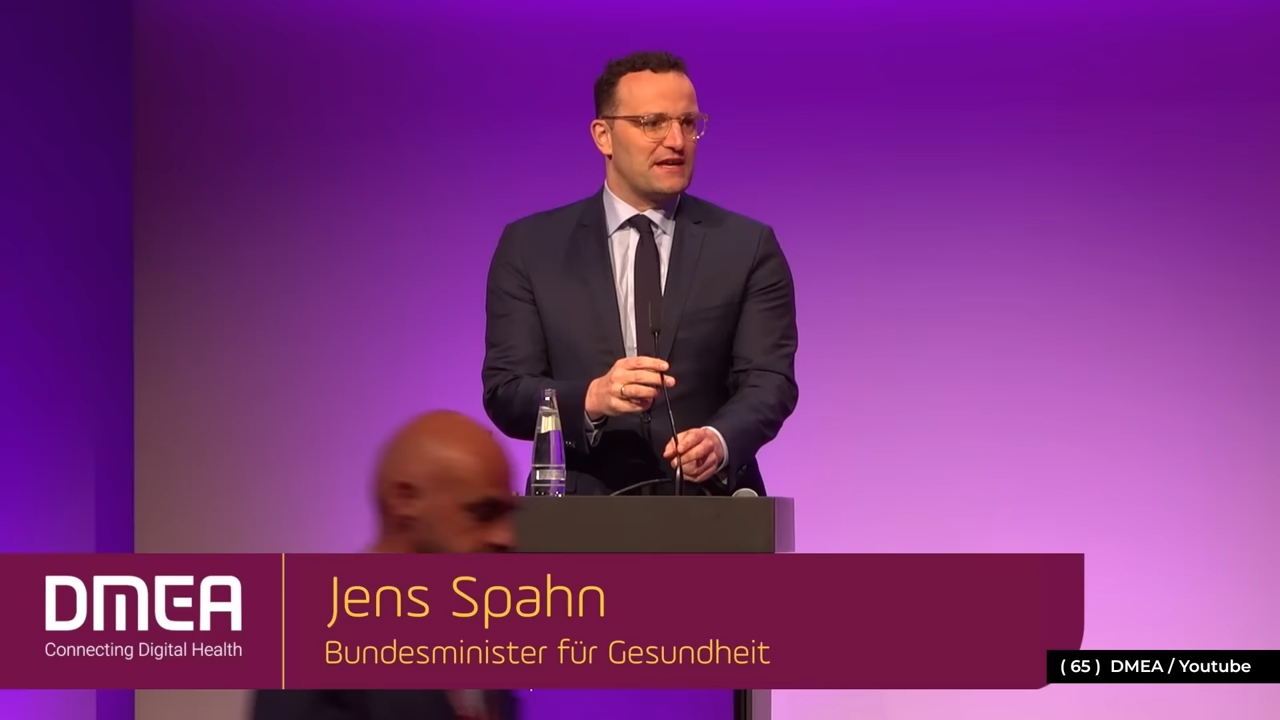 DMEA
Connecting Digital Health
Jens Spahn
Bundesminister für Gesundheit
( 65 ) DMEA / Youtube